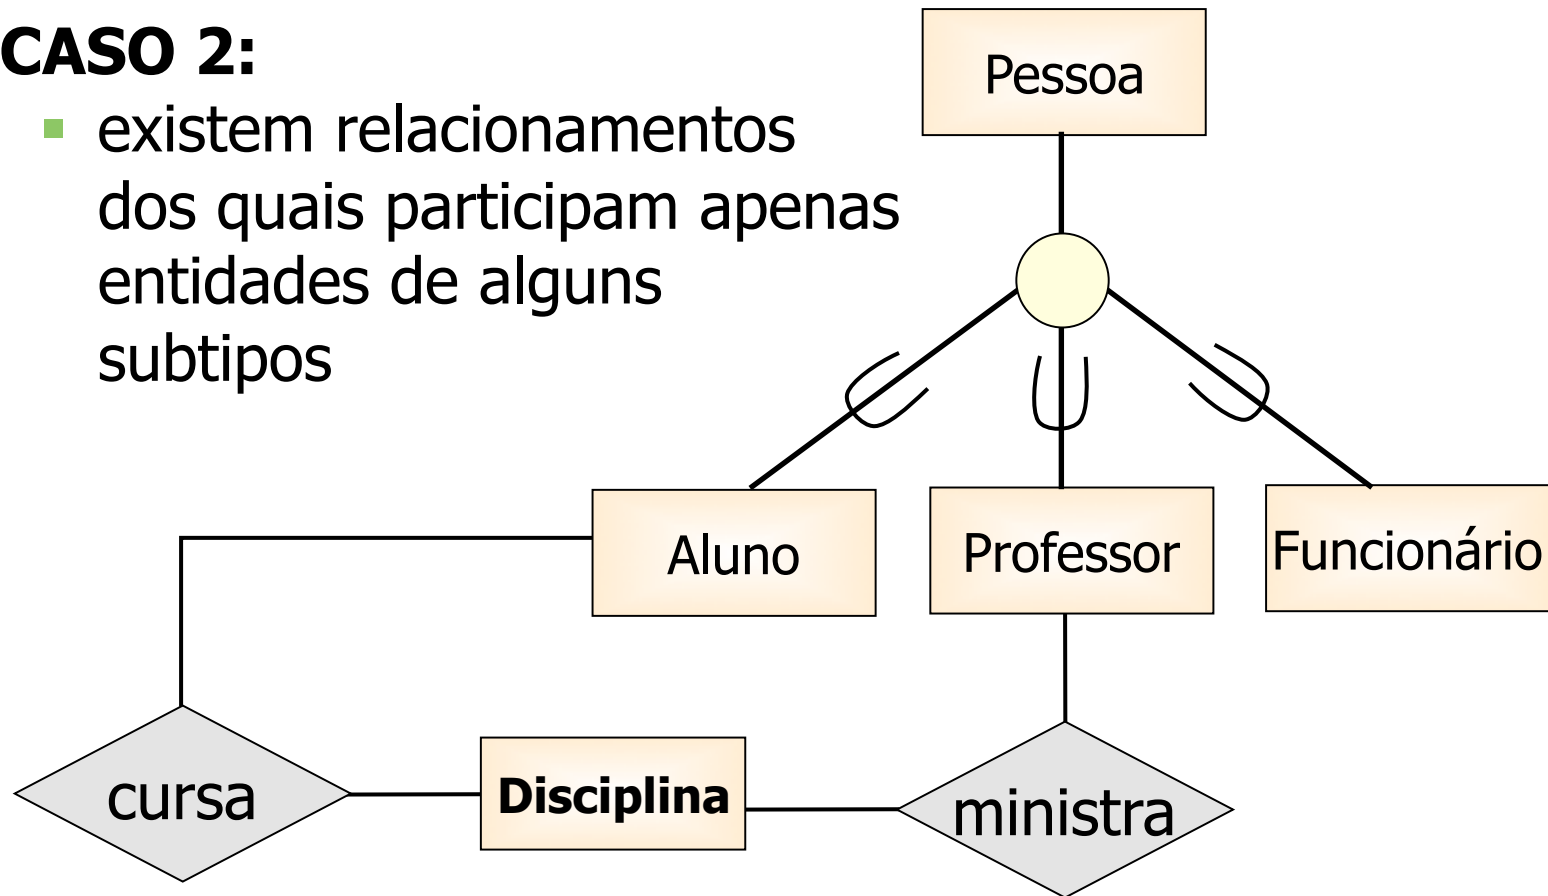 CASO 2:
existem relacionamentos
dos quais participam apenas
entidades de alguns
subtipos
Pessoa
Aluno
Professor
Funcionário
cursa
Disciplina
ministra